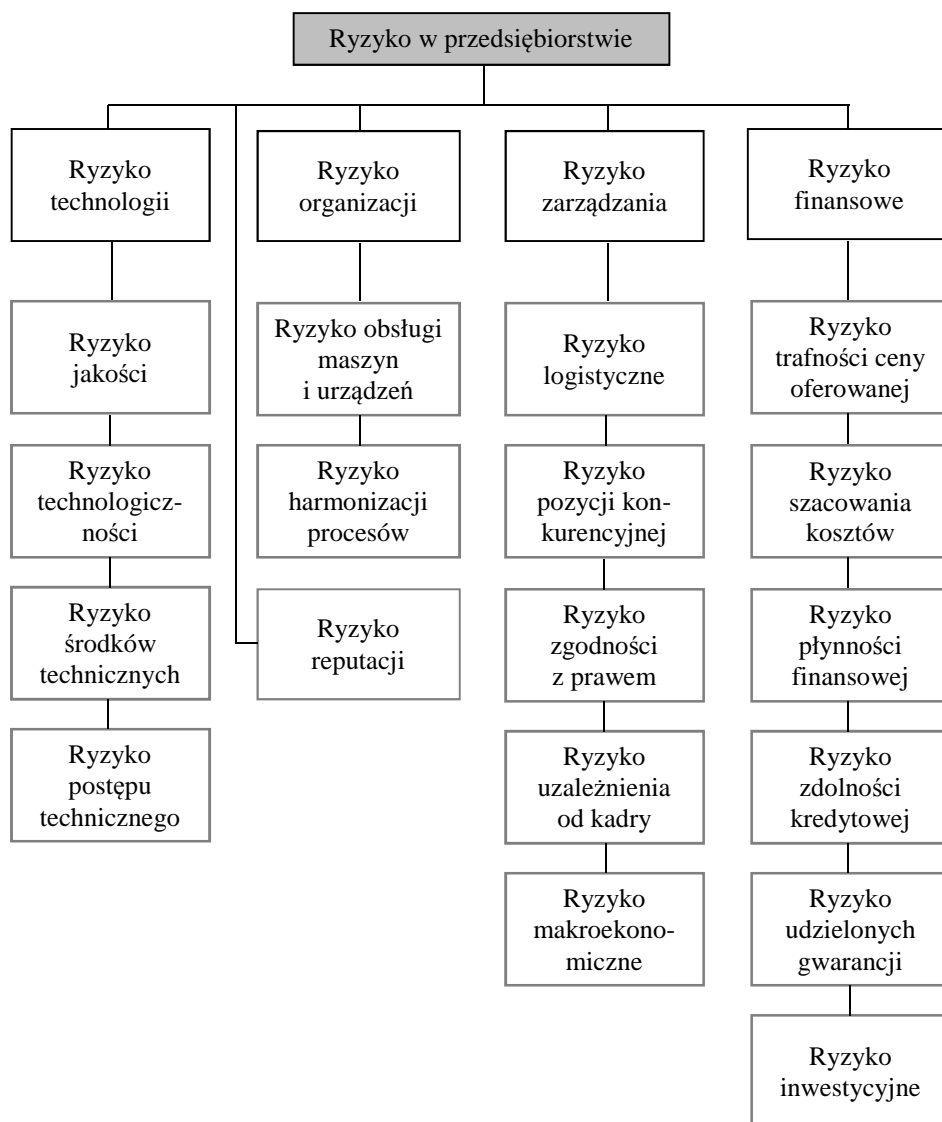 Ryzyko w przedsiębiorstwie
Ryzyko
technologii
Ryzyko
organizacji
Ryzyko
zarządzania
Ryzyko
finansowe
Ryzyko
jakości
Ryzyko
technologicz-
ności
Ryzyko
środków
technicznych
Ryzyko
postępu
technicznego
Ryzyko obsługi
maszyn
i urządzeń
Ryzyko
harmonizacji
procesów
Ryzyko
reputacji
Ryzyko
logistyczne
Ryzyko
pozycji kon-
kurencyjnej
Ryzyko
zgodności
z prawem
Ryzyko
uzależnienia
od kadry
Ryzyko
makroekono-
miczne
Ryzyko
trafności ceny
oferowanej
Ryzyko
szacowania
kosztów
Ryzyko
płynności
finansowej
Ryzyko
zdolności
kredytowej
Ryzyko
udzielonych
gwarancji
Ryzyko
inwestycyjne